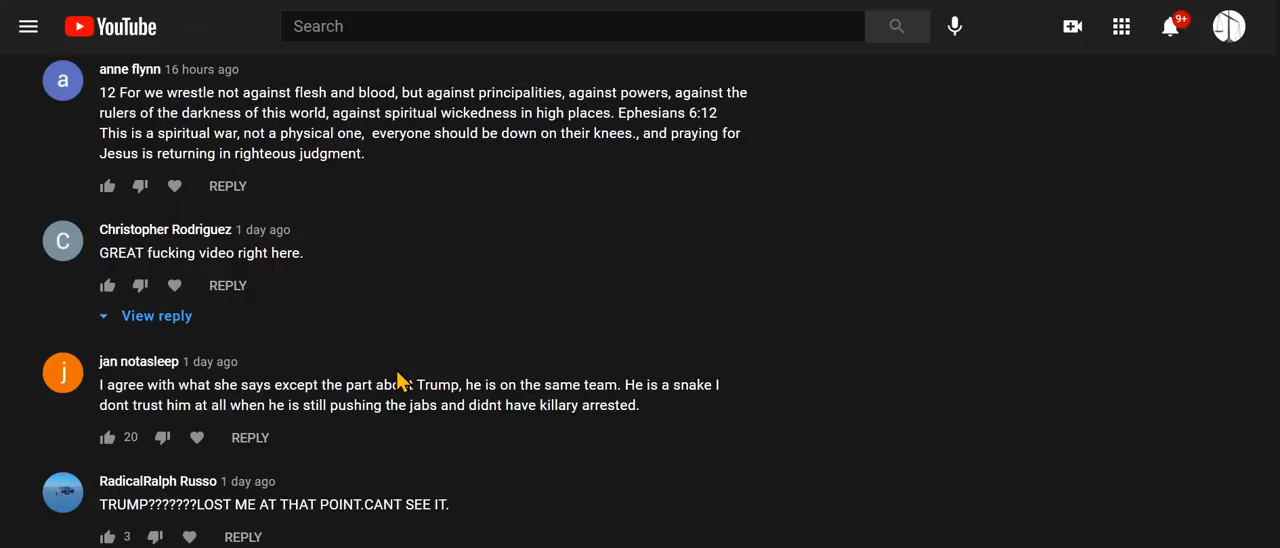 YouTube
Search
9+
a
anne flynn 16 hours ago
12 For we wrestle not against flesh and blood, but against principalities, against powers, against the
rulers of the darkness of this world, against spiritual wickedness in high places. Ephesians 6:12
This is a spiritual war, not a physical one,  everyone should be down on their knees., and praying for
Jesus is returning in righteous judgment.
REPLY
C
Christopher Rodriguez 1 day ago
GREAT fucking video right here.
REPLY
View reply
j
jan notasleep 1 day ago
I agree with what she says except the part about Trump, he is on the same team. He is a snake I
dont trust him at all when he is still pushing the jabs and didnt have killary arrested.
20 REPLY
RadicalRalph Russo 1 day ago
TRUMP???????LOST ME AT THAT POINT.CANT SEE IT.
3 REPLY